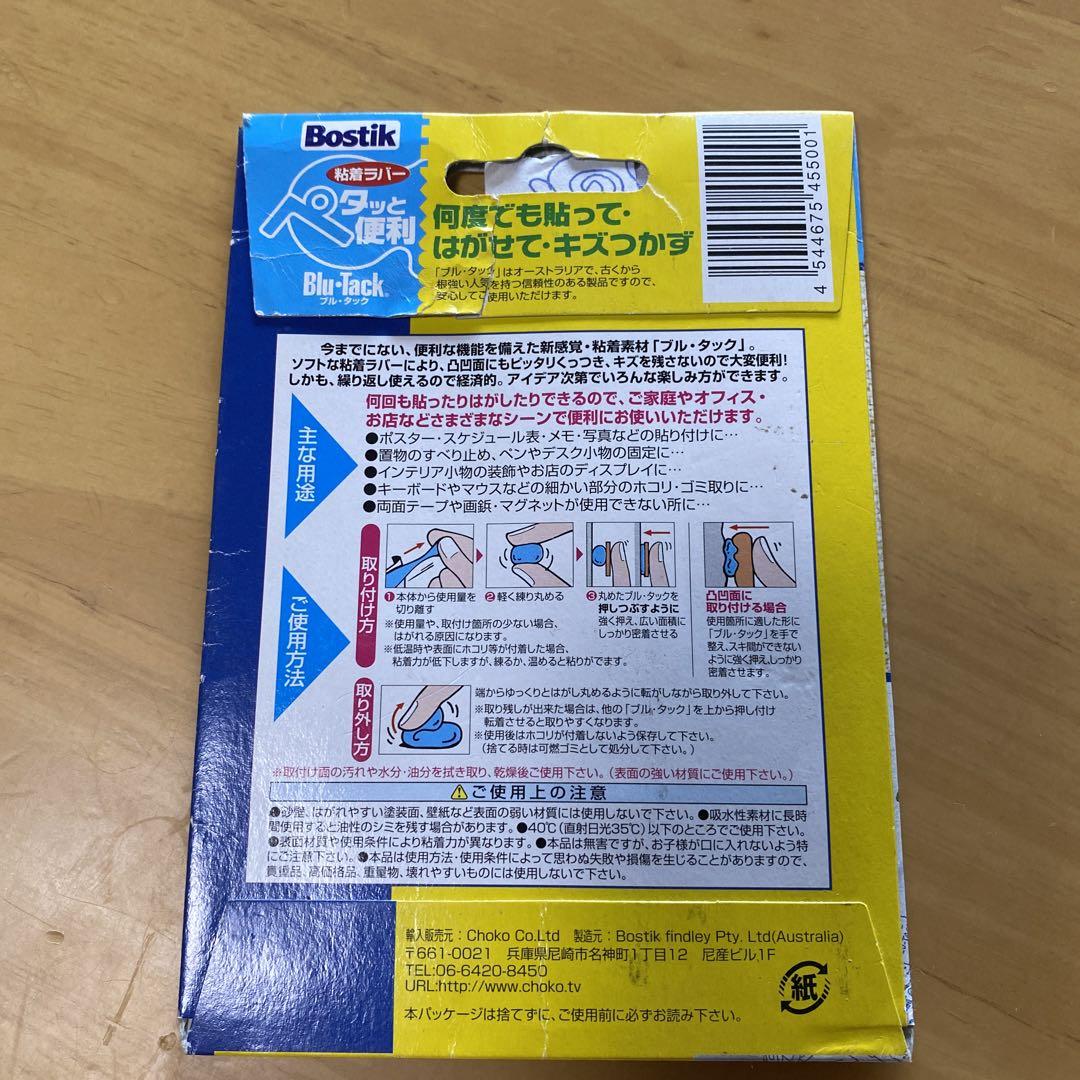 Bostik
粘着ラバー
ペタッと
便利
Blu・Tack®
ブル・タック
何度でも貼って・
はがせて・キズつかず
「ブル・タック」はオーストラリアで、古くから
根強い人気を持つ信頼性のある製品ですので、
安心してご使用いただけます。
4 544675 455001
今までにない、便利な機能を備えた新感覚・粘着素材「ブル・タック」。
ソフトな粘着ラバーにより、凸凹面にもピッタリくっつき、キズを残さないので大変便利!
しかも、繰り返し使えるので経済的。アイデア次第でいろんな楽しみ方ができます。
主な用途
何回も貼ったりはがしたりできるので、ご家庭やオフィス・
お店などさまざまなシーンで便利にお使いいただけます。
●ポスター・スケジュール表・メモ・写真などの貼り付けに…
●置物のすべり止め、ペンやデスク小物の固定に…
●インテリア小物の装飾やお店のディスプレイに…
●キーボードやマウスなどの細かい部分のホコリ・ゴミ取りに…
●両面テープや画鋲・マグネットが使用できない所に…
ご使用方法
取り付け方
❶本体から使用量を
切り離す
❷軽く練り丸める
❸丸めたブル・タックを
押しつぶすように
強く押え、広い面積に
しっかり密着させる
※使用量や、取付け箇所の少ない場合、
はがれる原因になります。
※低温時や表面にホコリ等が付着した場合、
粘着力が低下しますが、練るか、温めると粘りがでます。
凸凹面に
取り付ける場合
使用箇所に適した形に
「ブル・タック」を手で
整え、スキ間ができない
ように強く押え、しっかり
密着させます。
取り外し方
端からゆっくりとはがし丸めるように転がしながら取り外して下さい。
※取り残しが出来た場合は、他の「ブル・タック」を上から押し付け
転着させると取りやすくなります。
※使用後はホコリが付着しないよう保存して下さい。
(捨てる時は可燃ゴミとして処分して下さい。)
※取付け面の汚れや水分・油分を拭き取り、乾燥後ご使用下さい。(表面の強い材質にご使用下さい。)
⚠ご使用上の注意
●砂壁、はがれやすい塗装面、壁紙など表面の弱い材質には使用しないで下さい。●吸水性素材に長時
間使用すると油性のシミを残す場合があります。●40℃(直射日光35℃)以下のところでご使用下さい。
●表面材質や使用条件により粘着力が異なります。●本品は無害ですが、お子様が口に入れないよう特
にご注意下さい。●本品は使用方法・使用条件によって思わぬ失敗や損傷を生じることがありますので、
貴重品、高価格品、重量物、壊れやすいものには使用しないで下さい。
輸入販売元:Choko Co.Ltd 製造元:Bostik findley Pty. Ltd(Australia)
〒661-0021 兵庫県尼崎市名神町1丁目12 尼産ビル,1F
TEL:06-6420-8450
URL:http://www.choko.tv
紙
本パッケージは捨てずに、ご使用前に必ずお読み下さい。